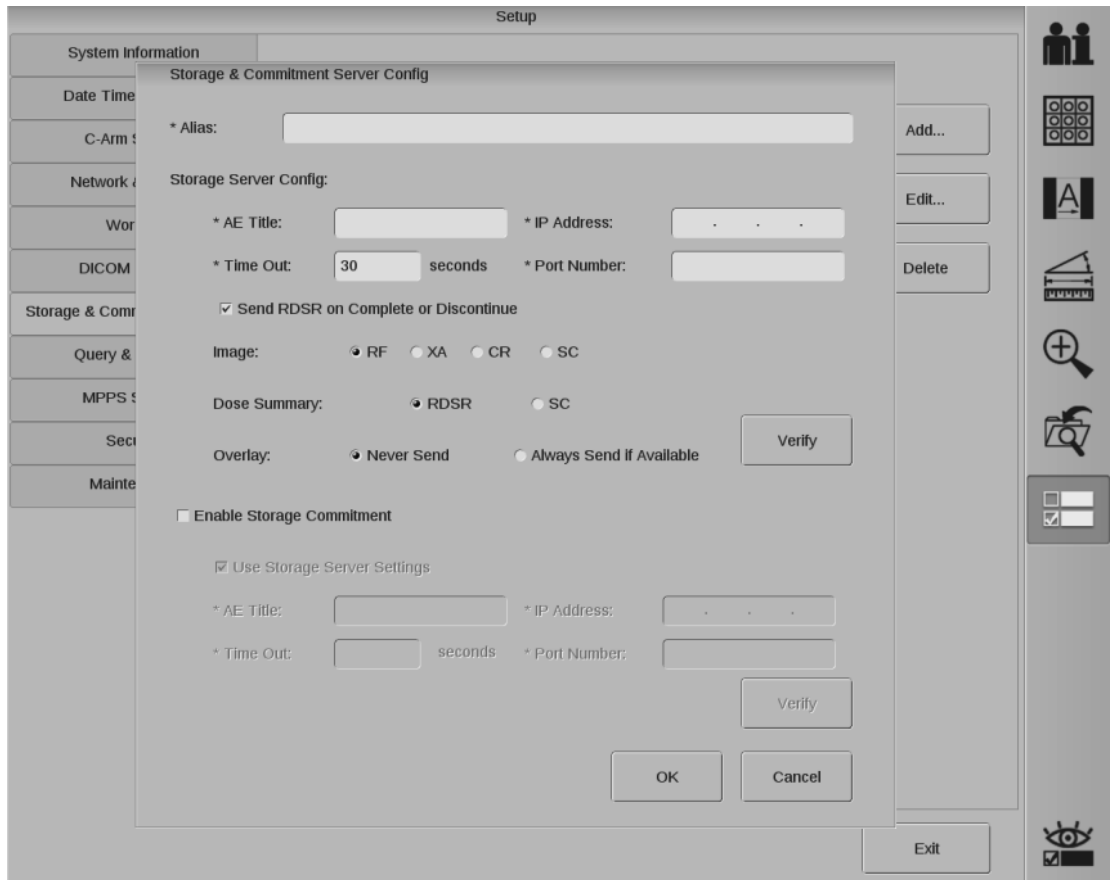 Setup
System Information
Storage & Commitment Server Config
Date Time
* Alias:
Add...
C-Arm
Network
Storage Server Config:
Edit...
* AE Title:
* IP Address: . . .
Wor
* Time Out: 30 seconds
* Port Number:
DICOM
Delete
Send RDSR on Complete or Discontinue
Storage & Com
Image: RF XA CR SC
Query &
MPPS S
Dose Summary: RDSR SC
Secu
Verify
Overlay: Never Send Always Send if Available
Mainte
Enable Storage Commitment
Use Storage Server Settings
* AE Title:
* IP Address: . . .
* Time Out: seconds
* Port Number:
Verify
OK
Cancel
Exit
A